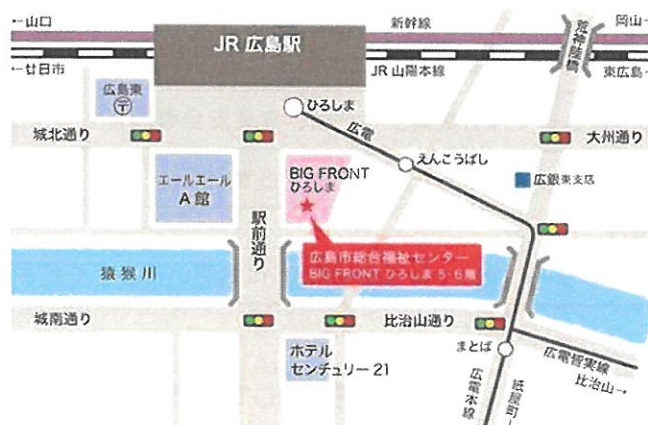 ←山口
新幹線
岡山→
JR 広島駅
荒神陸橋
←廿日市
JR 山陽本線
東広島→
広島東
〒
ひろしま
城北通り
広電
大州通り
えんこうばし
エールエール
A 館
BIG FRONT
ひろしま
広銀東支店
駅前通り
広島市総合福祉センター
BIG FRONT ひろしま 5・6階
猿猴川
城南通り
比治山通り
まとば
ホテル
センチュリー 21
広電皆実線
比治山→
広電本線
紙屋町